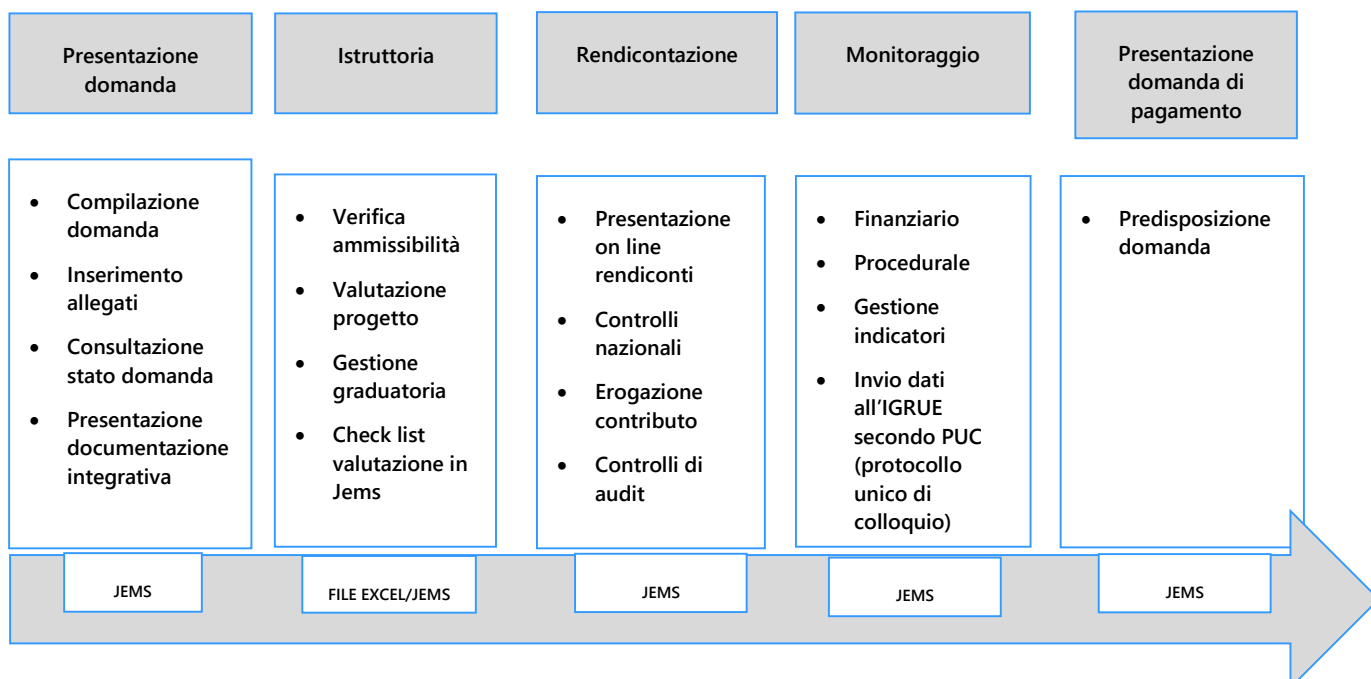 Presentazione
domanda
Istruttoria
Rendicontazione
Monitoraggio
Presentazione
domanda di
pagamento
• Compilazione
domanda
• Inserimento
allegati
• Consultazione
stato domanda
• Presentazione
documentazione
integrativa
• Verifica
ammissibilità
• Valutazione
progetto
• Gestione
graduatoria
• Check list
valutazione in
Jems
• Presentazione
on line
rendiconti
• Controlli
nazionali
• Erogazione
contributo
• Controlli di
audit
• Finanziario
• Procedurale
• Gestione
indicatori
• Invio dati
all’IGRUE
secondo PUC
(protocollo
unico di
colloquio)
• Predisposizione
domanda
JEMS
FILE EXCEL/JEMS
JEMS
JEMS
JEMS